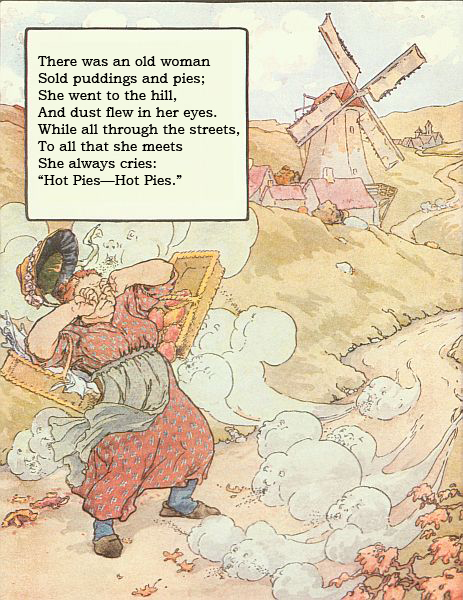 There was an old woman
Sold puddings and pies;
She went to the hill,
And dust flew in her eyes.
While all through the streets,
To all that she meets
She always cries:
“Hot Pies—Hot Pies.”